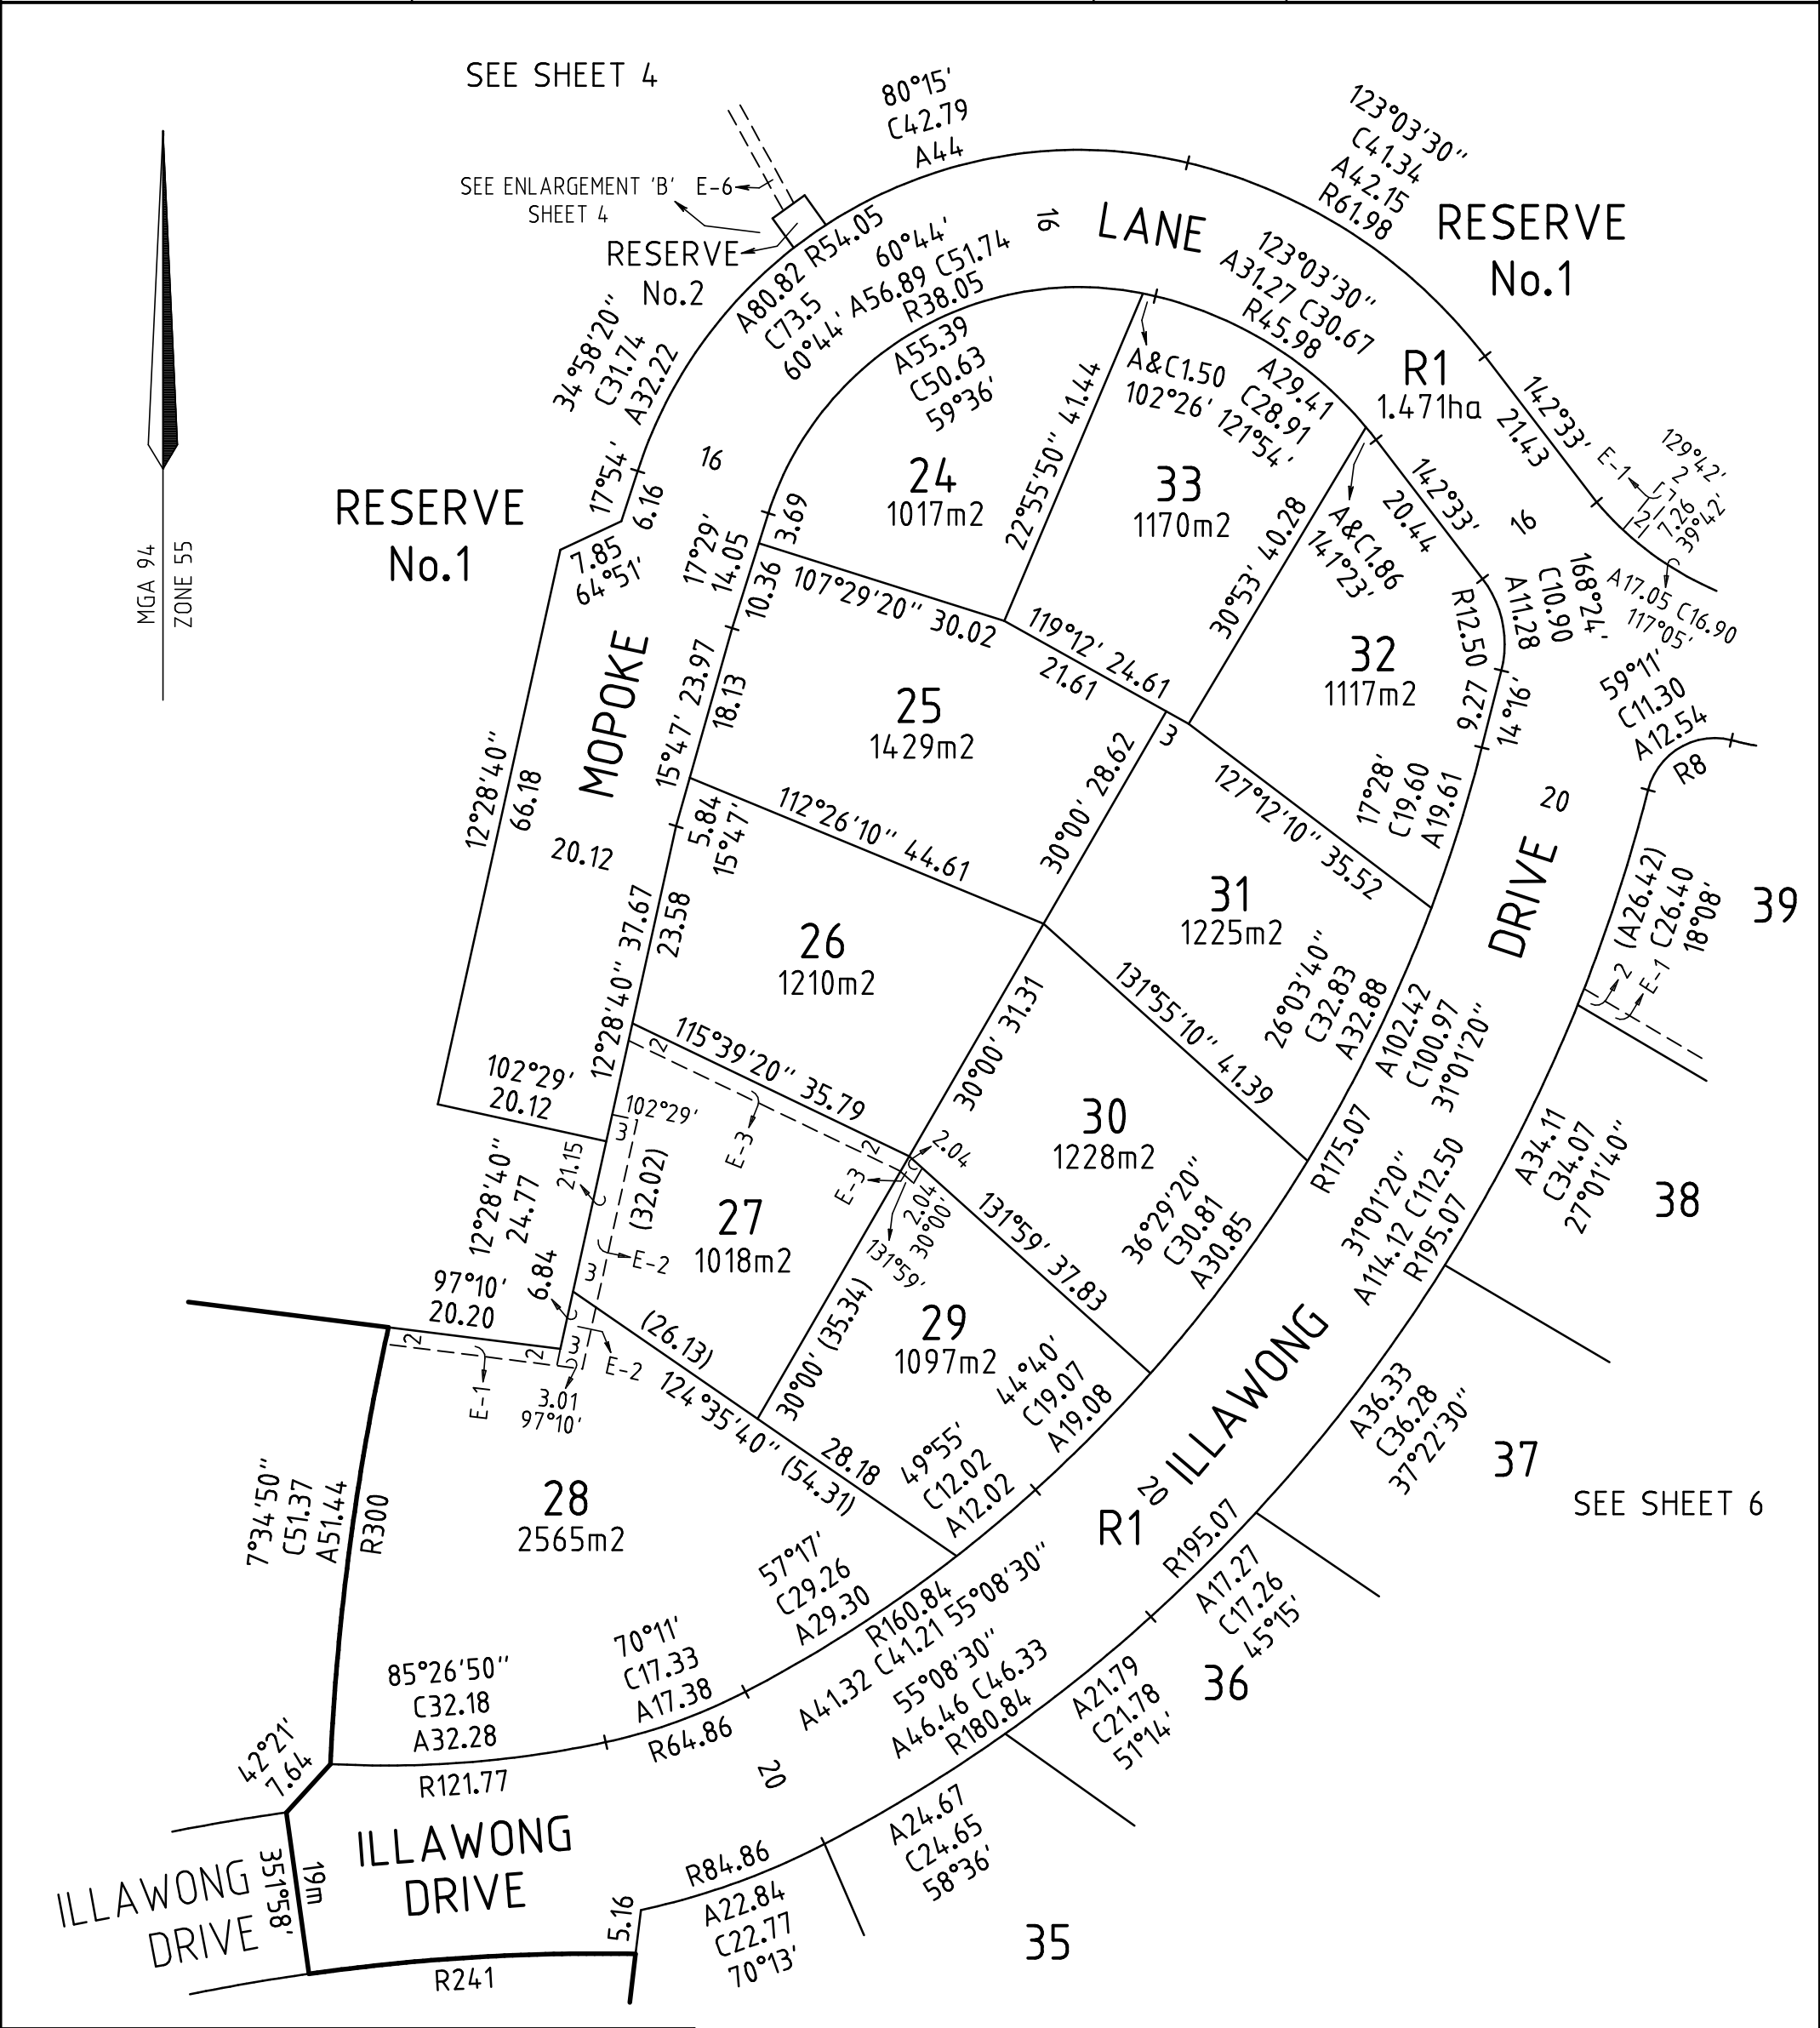 SEE SHEET 4
80°15'
C42.79
A44
123°03'30"
C41.34
A42.15
R61.98
SEE ENLARGEMENT 'B'
SHEET 4
E-6
RESERVE
No.2
RESERVE
No.1
16
LANE
A80.82 R54.05
C73.5
60°44'
60°44' A56.89 C51.74
R38.05
34°58'20"
C31.74
A32.22
123°03'30"
A31.27 C30.67
R45.98
R1
1.471ha
142°33'
21.43
E-1
129°42'
2
7.26
39°42'
2
A55.39
C50.63
59°36'
22°55'50" 41.44
A&C1.50
102°26'
A29.41
C28.91
121°54'
24
1017m2
33
1170m2
MGA 94
ZONE 55
RESERVE
No.1
17°54'
6.16
16
7.85
64°51'
3.69
17°29'
14.05
10.36
107°29'20" 30.02
119°12' 24.61
21.61
30°53' 40.28
A&C1.86
141°23'
142°33'
20.44
16
R12.50
A11.28
C10.90
168°24'
A17.05 C16.90
117°05'
32
1117m2
9.27
14°16'
59°11'
C11.30
A12.54
R8
MOPOKE
15°47' 23.97
18.13
25
1429m2
3
12°28'40"
66.18
20.12
5.84
15°47'
112°26'10" 44.61
30°00' 28.62
127°12'10" 35.52
17°28'
C19.60
A19.61
20
DRIVE
31
1225m2
39
2 (A26.42)
C26.40
18°08'
E-1
12°28'40" 37.67
23.58
26
1210m2
131°55'10" 41.39
26°03'40"
C32.83
A32.88
A102.42
C100.97
31°01'20"
R175.07
102°29'
20.12
115°39'20" 35.79
2
2
E-3
30°00' 31.31
102°29'
3
30
1228m2
2.04
E-3
2.04
30°00'
131°59'
A34.11
C34.07
27°01'40"
38
12°28'40"
24.77
21.15
(32.02)
27
1018m2
E-2
3
131°59' 37.83
36°29'20"
C30.81
A30.85
31°01'20"
A114.12 C112.50
R195.07
97°10'
20.20
6.84
3
2
2
E-1
E-2
3.01
97°10'
(26.13)
124°35'40" (54.31)
28.18
30°00' (35.34)
29
1097m2
44°40'
C19.07
A19.08
49°55'
C12.02
A12.02
ILLAWONG
20
R1
A36.33
C36.28
37°22'30"
37
SEE SHEET 6
7°34'50"
C51.37
A51.44
R300
28
2565m2
57°17'
C29.26
A29.30
R160.84
A41.32 C41.21 55°08'30"
55°08'30"
A46.46 C46.33
R180.84
R195.07
A17.27
C17.26
45°15'
36
A21.79
C21.78
51°14'
70°11'
C17.33
A17.38
R64.86
85°26'50"
C32.18
A32.28
R121.77
42°21'
7.64
20
ILLAWONG
DRIVE
ILLAWONG
DRIVE
351°58'
19m
R241
5.16
R84.86
A22.84
C22.77
70°13'
A24.67
C24.65
58°36'
35